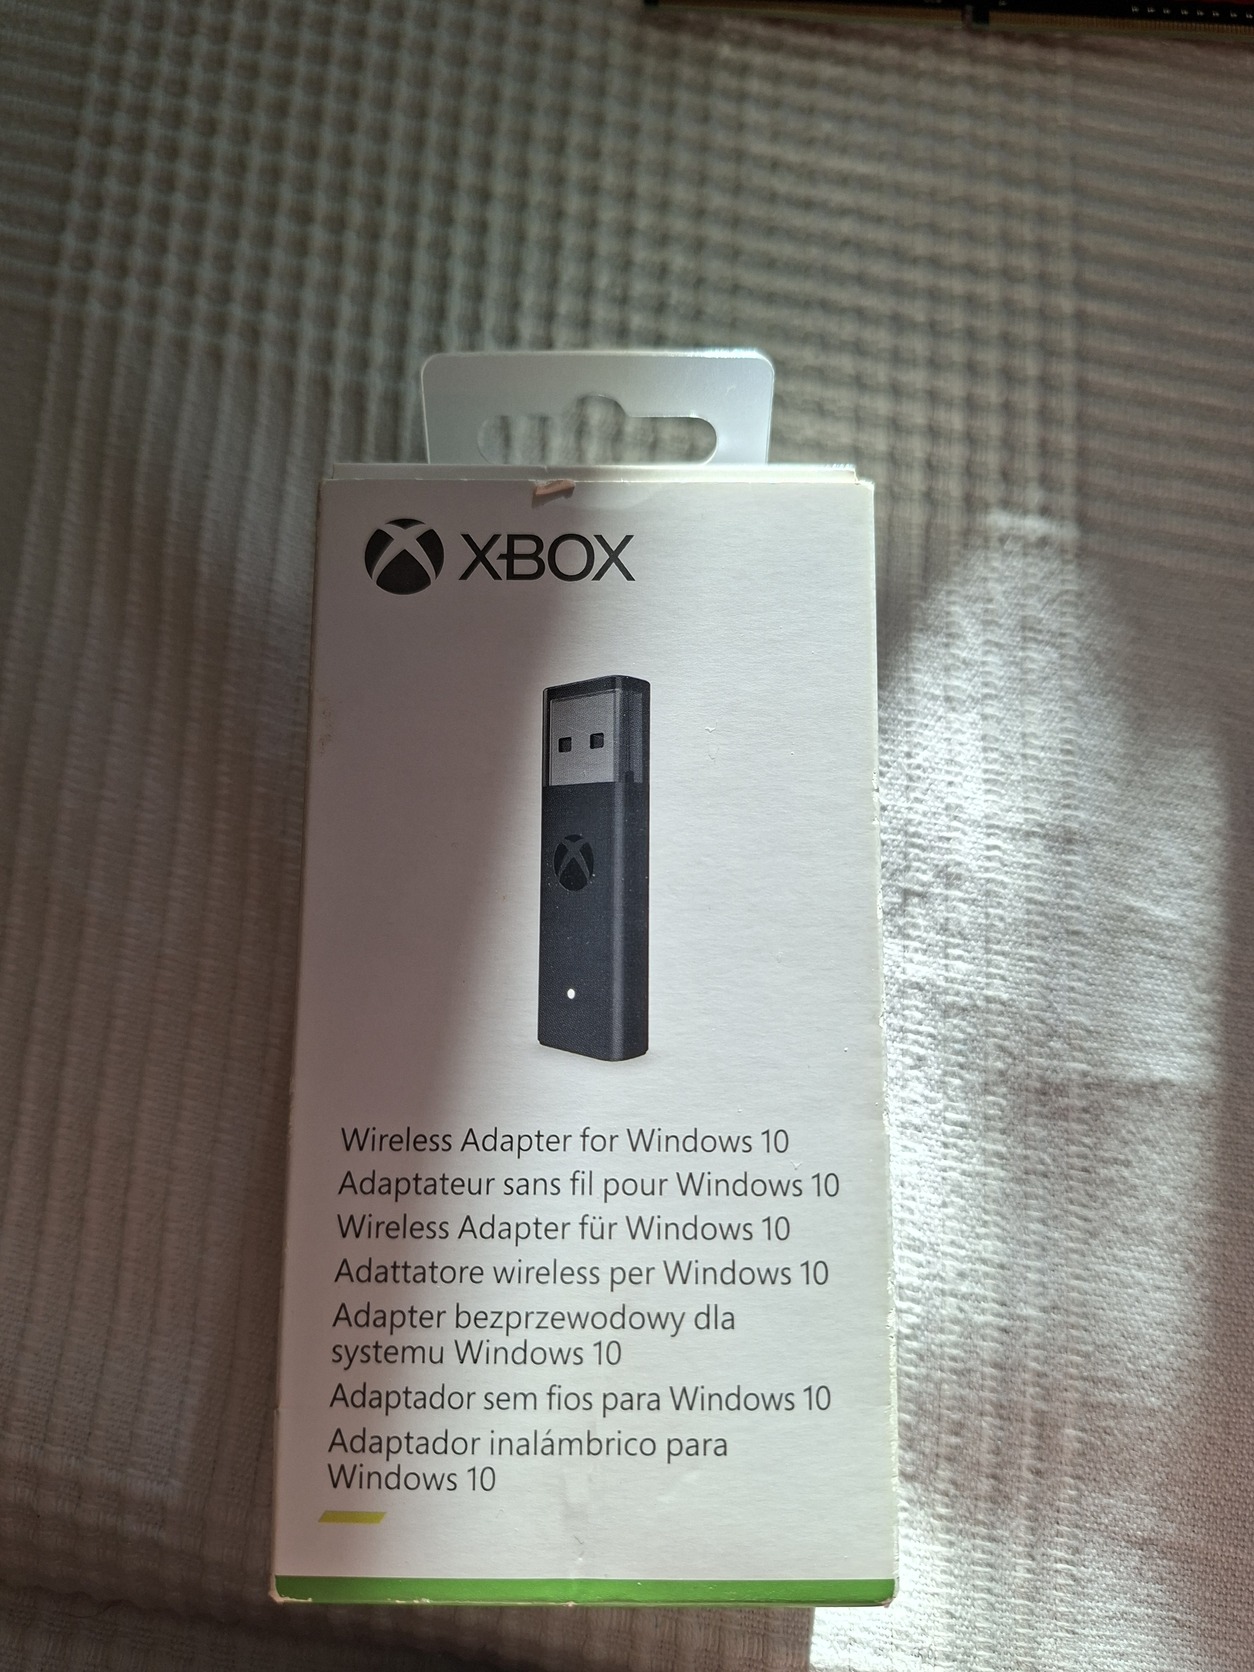 XBOX
Wireless Adapter for Windows 10
Adaptateur sans fil pour Windows 10
Wireless Adapter für Windows 10
Adattatore wireless per Windows 10
Adapter bezprzewodowy dla
systemu Windows 10
Adaptador sem fios para Windows 10
Adaptador inalámbrico para
Windows 10